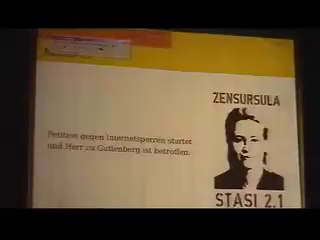 ZENSURSULA
Petition gegen Internetsperren startet
und Herr zu Guttenberg ist betroffen.
STASI 2.1